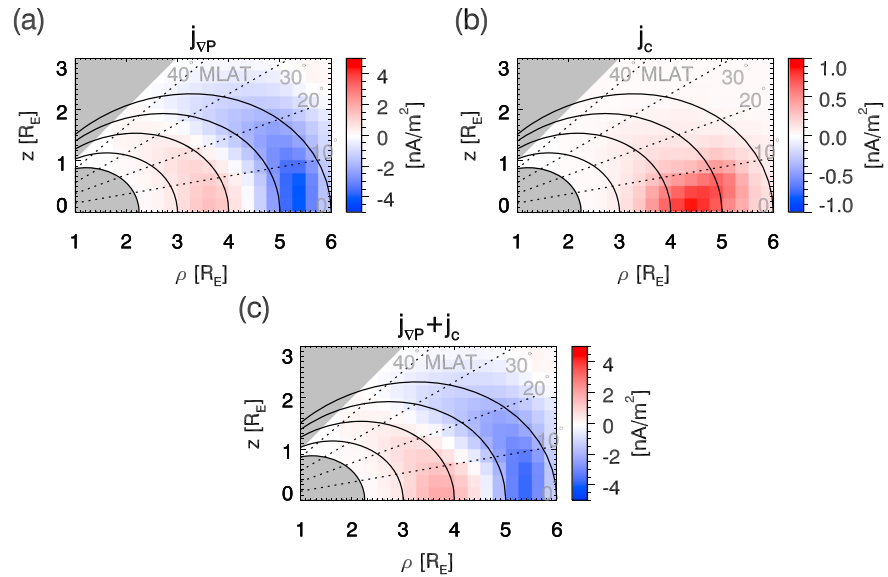 (a)
j∇P
3
2
1
0
z [RE]
40° MLAT
30°
20°
10°
0°
1 2 3 4 5 6
ρ [RE]
4
2
0
-2
-4
[nA/m²]
(b)
jc
3
2
1
0
z [RE]
40° MLAT
30°
20°
10°
0°
1 2 3 4 5 6
ρ [RE]
1.0
0.5
0.0
-0.5
-1.0
[nA/m²]
(c)
j∇P+jc
3
2
1
0
z [RE]
40° MLAT
30°
20°
10°
0°
1 2 3 4 5 6
ρ [RE]
4
2
0
-2
-4
[nA/m²]